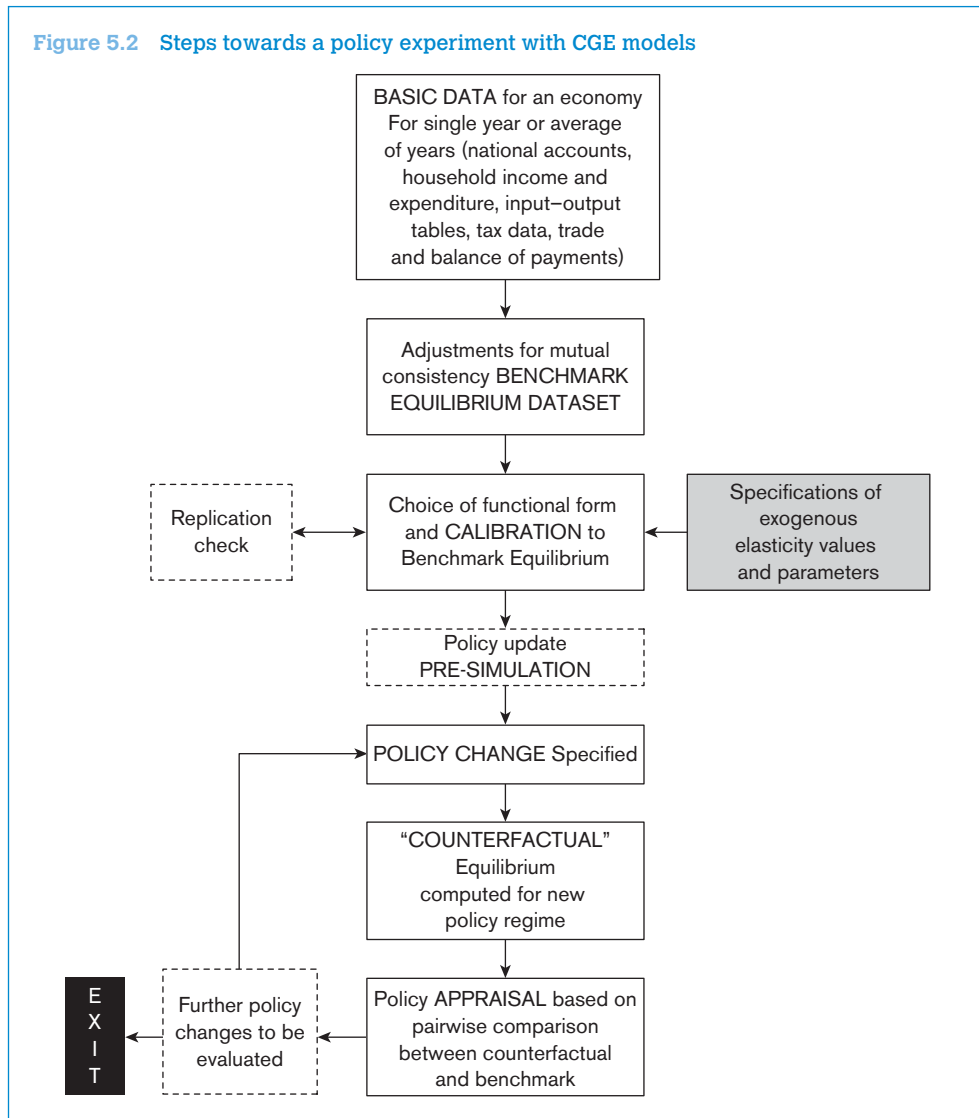 Figure 5.2 Steps towards a policy experiment with CGE models
BASIC DATA for an economy
For single year or average
of years (national accounts,
household income and
expenditure, input–output
tables, tax data, trade
and balance of payments)
Adjustments for mutual
consistency BENCHMARK
EQUILIBRIUM DATASET
Replication
check
Choice of functional form
and CALIBRATION to
Benchmark Equilibrium
Specifications of
exogenous
elasticity values
and parameters
Policy update
PRE-SIMULATION
POLICY CHANGE Specified
“COUNTERFACTUAL”
Equilibrium
computed for new
policy regime
Policy APPRAISAL based on
pairwise comparison
between counterfactual
and benchmark
Further policy
changes to be
evaluated
E
X
I
T